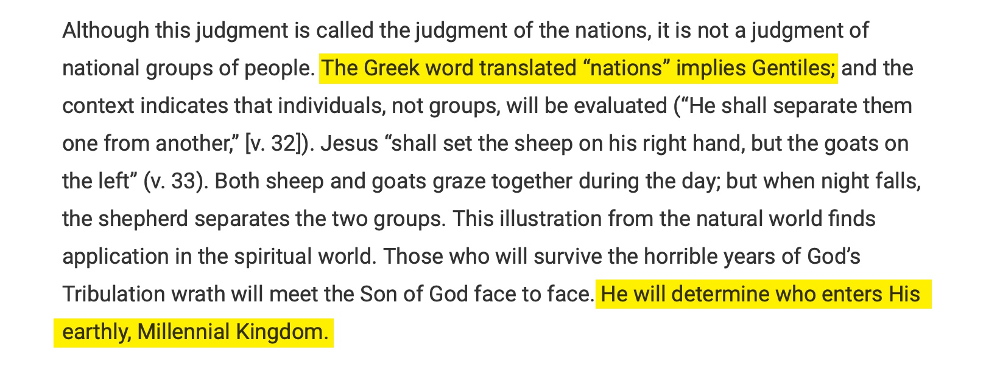 Although this judgment is called the judgment of the nations, it is not a judgment of
national groups of people. The Greek word translated “nations” implies Gentiles; and the
context indicates that individuals, not groups, will be evaluated (“He shall separate them
one from another,” [v. 32]). Jesus “shall set the sheep on his right hand, but the goats on
the left” (v. 33). Both sheep and goats graze together during the day; but when night falls,
the shepherd separates the two groups. This illustration from the natural world finds
application in the spiritual world. Those who will survive the horrible years of God’s
Tribulation wrath will meet the Son of God face to face. He will determine who enters His
earthly, Millennial Kingdom.